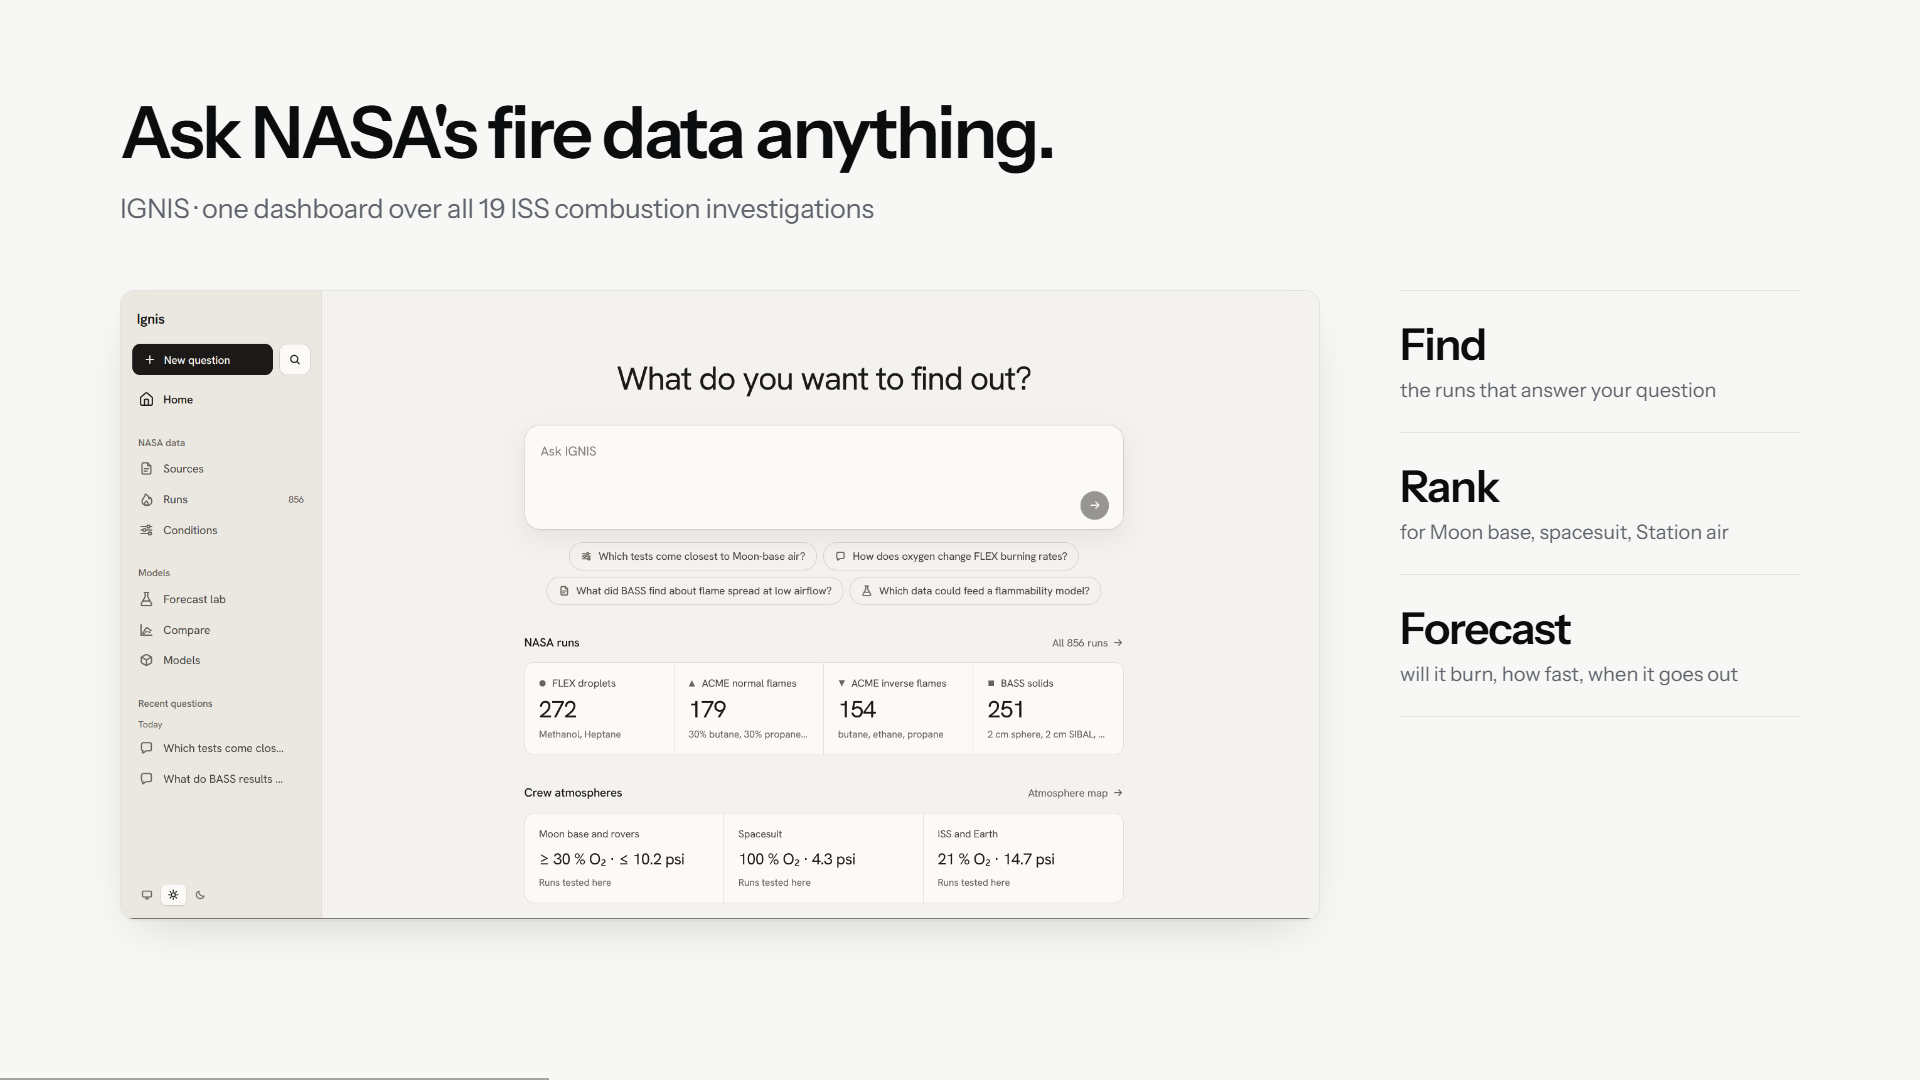 Ask NASA's fire data anything.
IGNIS · one dashboard over all 19 ISS combustion investigations
Ignis
New question
Home
NASA data
Sources
Runs 856
Conditions
Models
Forecast lab
Compare
Models
Recent questions
Today
Which tests come clos...
What do BASS results ...
What do you want to find out?
Ask IGNIS
Which tests come closest to Moon-base air?
How does oxygen change FLEX burning rates?
What did BASS find about flame spread at low airflow?
Which data could feed a flammability model?
NASA runs
All 856 runs →
FLEX droplets
272
Methanol, Heptane
ACME normal flames
179
30% butane, 30% propane...
ACME inverse flames
154
butane, ethane, propane
BASS solids
251
2 cm sphere, 2 cm SIBAL, ...
Crew atmospheres
Atmosphere map →
Moon base and rovers
≥ 30 % O₂ · ≤ 10.2 psi
Runs tested here
Spacesuit
100 % O₂ · 4.3 psi
Runs tested here
ISS and Earth
21 % O₂ · 14.7 psi
Runs tested here
Find
the runs that answer your question
Rank
for Moon base, spacesuit, Station air
Forecast
will it burn, how fast, when it goes out